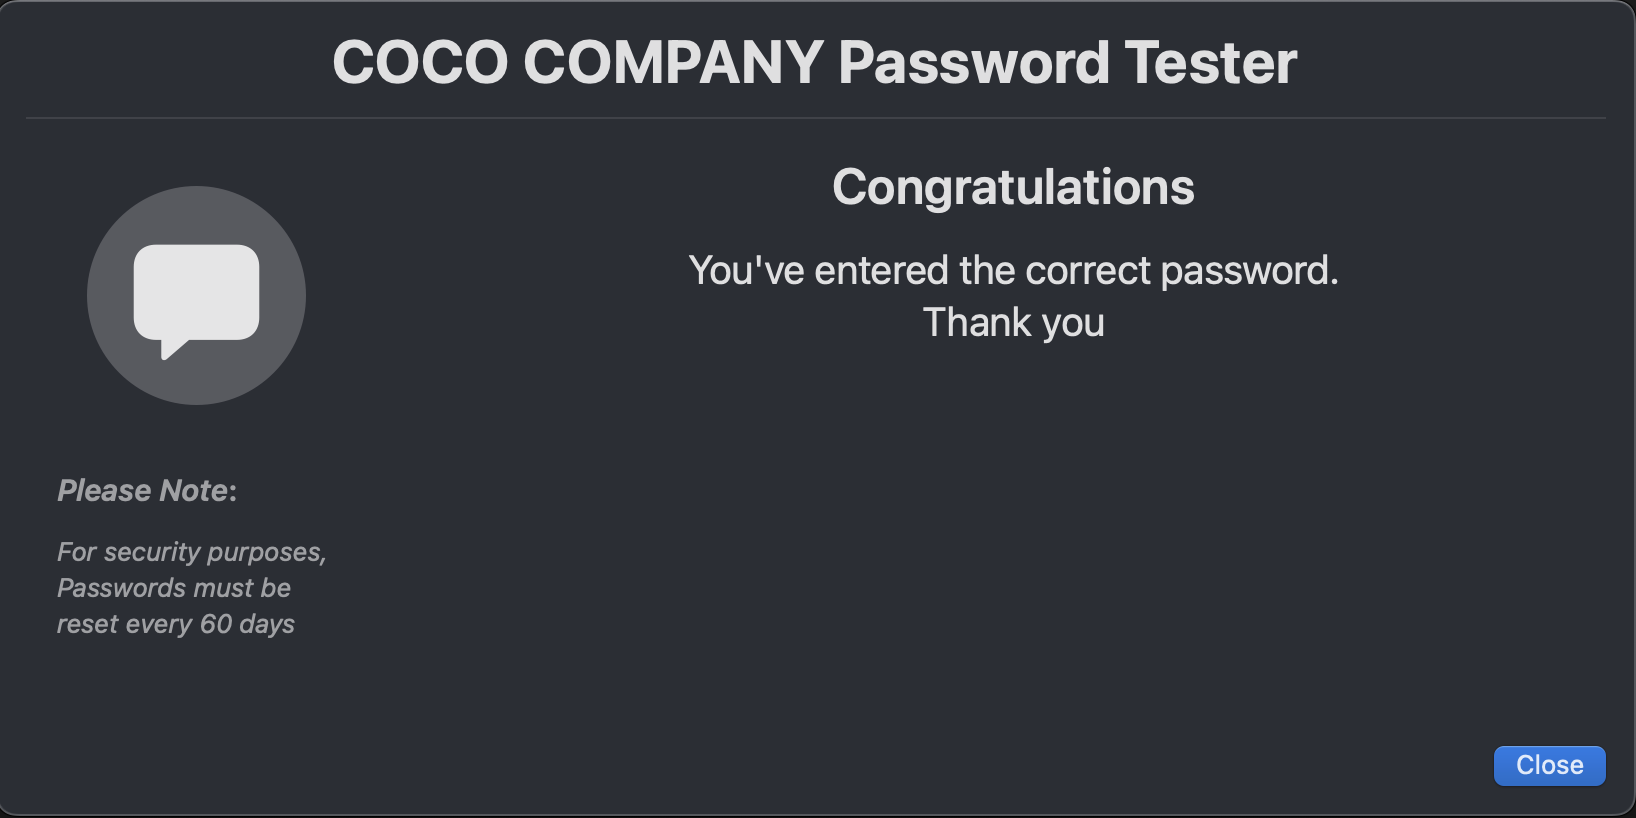 COCO COMPANY Password Tester
Congratulations
You've entered the correct password.
Thank you
Please Note:
For security purposes,
Passwords must be
reset every 60 days
Close